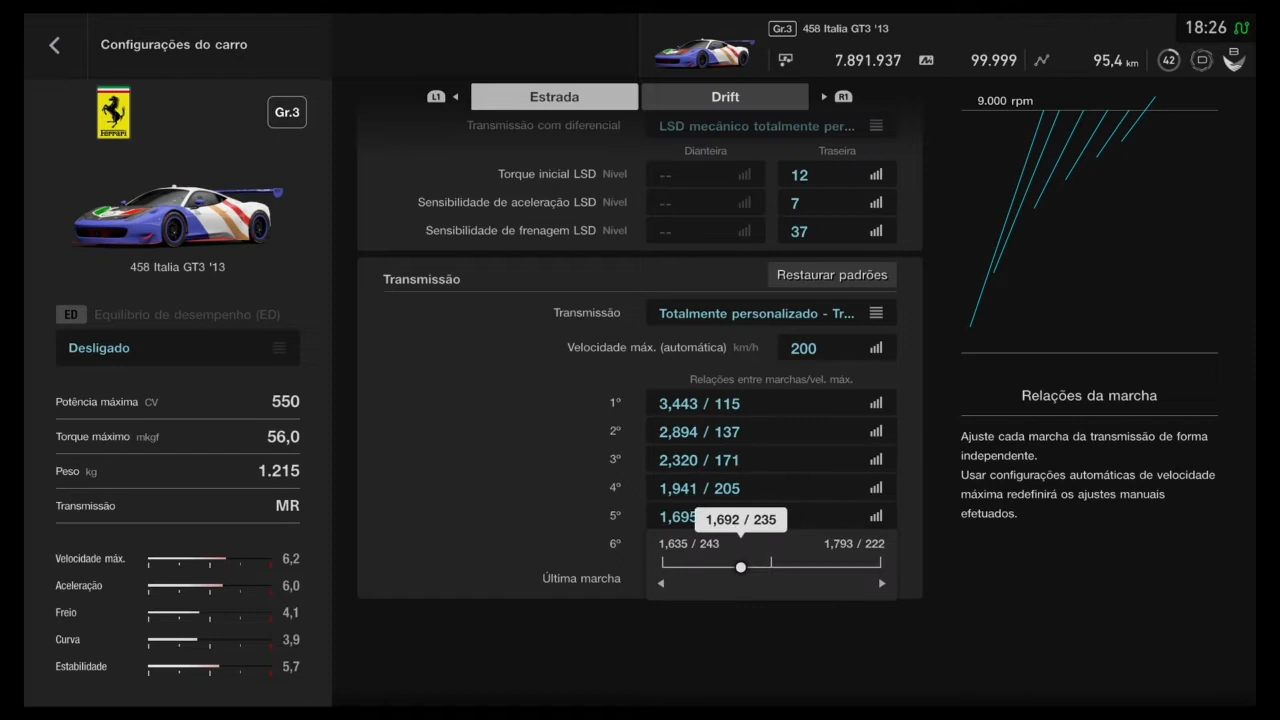 Configurações do carro
Gr.3 458 Italia GT3 '13
18:26
7.891.937 99.999 95,4 km 42 B
Ferrari
Gr.3
458 Italia GT3 '13
ED Equilíbrio de desempenho (ED)
Desligado
Potência máxima CV 550
Torque máximo mkgf 56,0
Peso kg 1.215
Transmissão MR
Velocidade máx. 6,2
Aceleração 6,0
Freio 4,1
Curva 3,9
Estabilidade 5,7
L1 Estrada Drift R1
Transmissão com diferencial LSD mecânico totalmente per...
Dianteira Traseira
Torque inicial LSD Nível -- 12
Sensibilidade de aceleração LSD Nível -- 7
Sensibilidade de frenagem LSD Nível -- 37
Transmissão Restaurar padrões
Transmissão Totalmente personalizado - Tr...
Velocidade máx. (automática) km/h 200
Relações entre marchas/vel. máx.
1º 3,443 / 115
2º 2,894 / 137
3º 2,320 / 171
4º 1,941 / 205
5º 1,695
1,692 / 235
6º 1,635 / 243 1,793 / 222
Última marcha
9.000 rpm
Relações da marcha
Ajuste cada marcha da transmissão de forma
independente.
Usar configurações automáticas de velocidade
máxima redefinirá os ajustes manuais
efetuados.